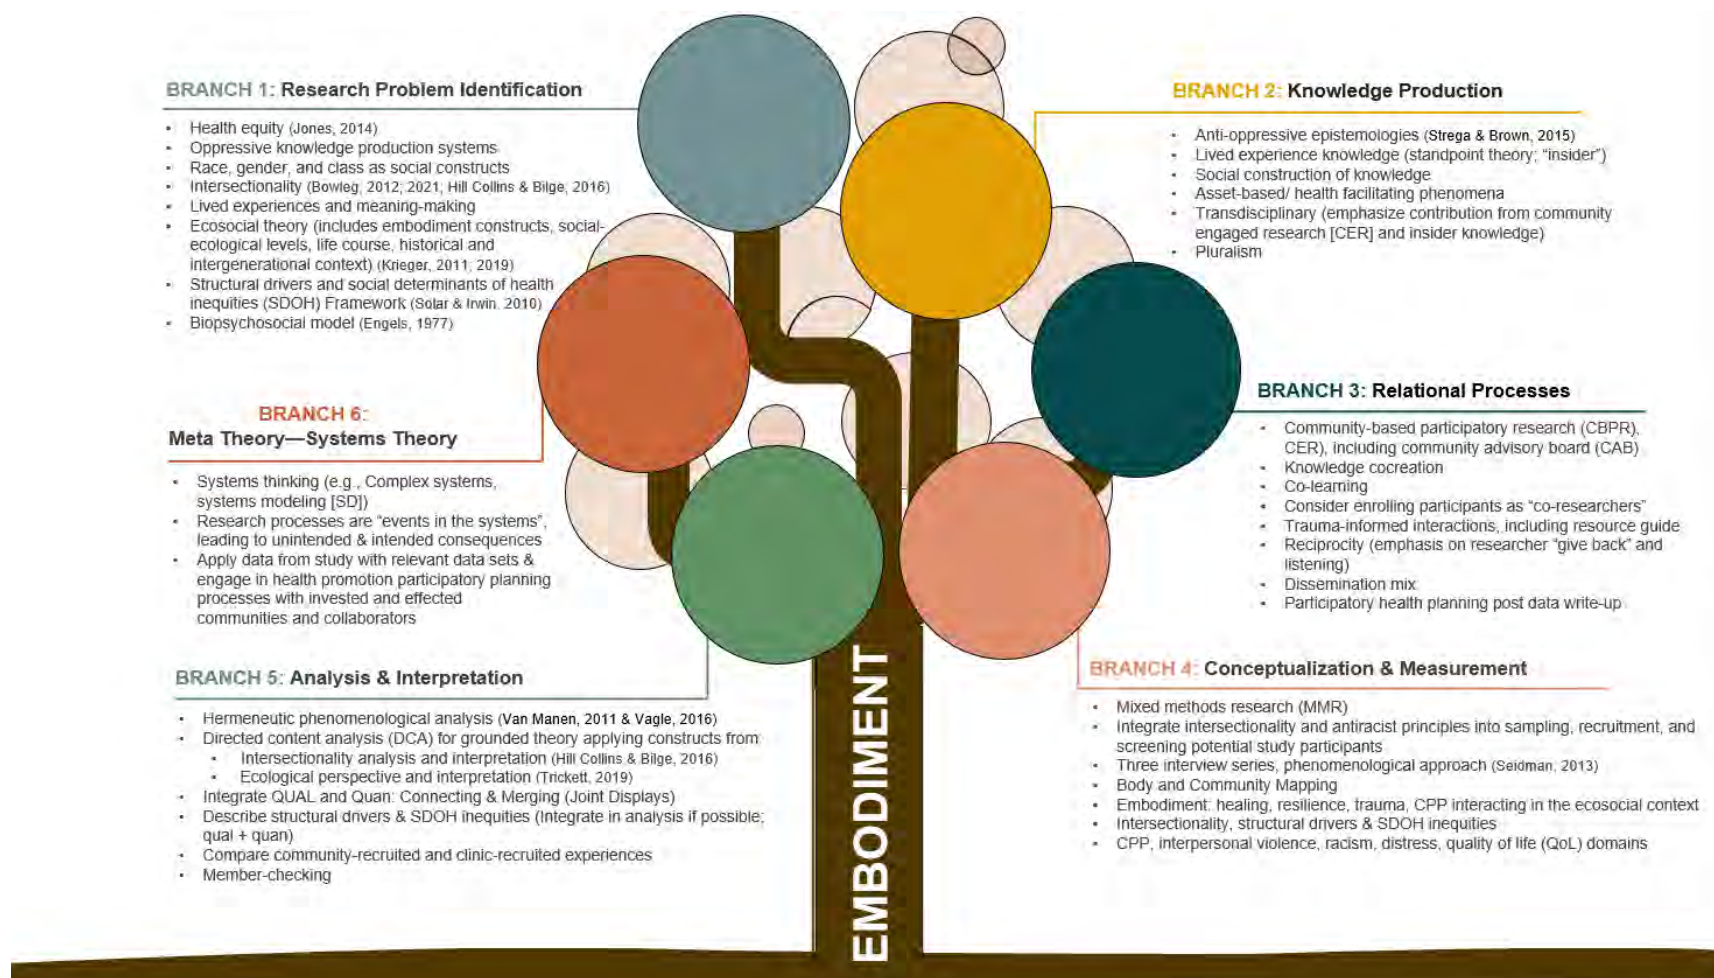 BRANCH 1: Research Problem Identification
• Health equity (Jones, 2014)
• Oppressive knowledge production systems
• Race, gender, and class as social constructs
• Intersectionality (Bowleg, 2012; 2021; Hill Collins & Bilge, 2016)
• Lived experiences and meaning-making
• Ecosocial theory (includes embodiment constructs, social-
ecological levels, life course, historical and
intergenerational context) (Krieger, 2011; 2019)
• Structural drivers and social determinants of health
inequities (SDOH) Framework (Solar & Irwin, 2010)
• Biopsychosocial model (Engels, 1977)
BRANCH 2: Knowledge Production
• Anti-oppressive epistemologies (Strega & Brown, 2015)
• Lived experience knowledge (standpoint theory; “insider”)
• Social construction of knowledge
• Asset-based/ health facilitating phenomena
• Transdisciplinary (emphasize contribution from community
engaged research [CER] and insider knowledge)
• Pluralism
BRANCH 3: Relational Processes
• Community-based participatory research (CBPR),
CER), including community advisory board (CAB)
• Knowledge cocreation
• Co-learning
• Consider enrolling participants as “co-researchers”
• Trauma-informed interactions, including resource guide
• Reciprocity (emphasis on researcher “give back” and
listening)
• Dissemination mix
• Participatory health planning post data write-up
BRANCH 4: Conceptualization & Measurement
• Mixed methods research (MMR)
• Integrate intersectionality and antiracist principles into sampling, recruitment, and
screening potential study participants
• Three interview series, phenomenological approach (Seidman, 2013)
• Body and Community Mapping
• Embodiment: healing, resilience, trauma, CPP interacting in the ecosocial context
• Intersectionality, structural drivers & SDOH inequities
• CPP, interpersonal violence, racism, distress, quality of life (QoL) domains
BRANCH 5: Analysis & Interpretation
• Hermeneutic phenomenological analysis (Van Manen, 2011 & Vagle, 2016)
• Directed content analysis (DCA) for grounded theory applying constructs from:
• Intersectionality analysis and interpretation (Hill Collins & Bilge, 2016)
• Ecological perspective and interpretation (Trickett, 2019)
• Integrate QUAL and Quan: Connecting & Merging (Joint Displays)
• Describe structural drivers & SDOH inequities (Integrate in analysis if possible;
qual + quan)
• Compare community-recruited and clinic-recruited experiences
• Member-checking
BRANCH 6:
Meta Theory—Systems Theory
• Systems thinking (e.g., Complex systems,
systems modeling [SD])
• Research processes are “events in the systems”,
leading to unintended & intended consequences
• Apply data from study with relevant data sets &
engage in health promotion participatory planning
processes with invested and effected
communities and collaborators
EMBODIMENT